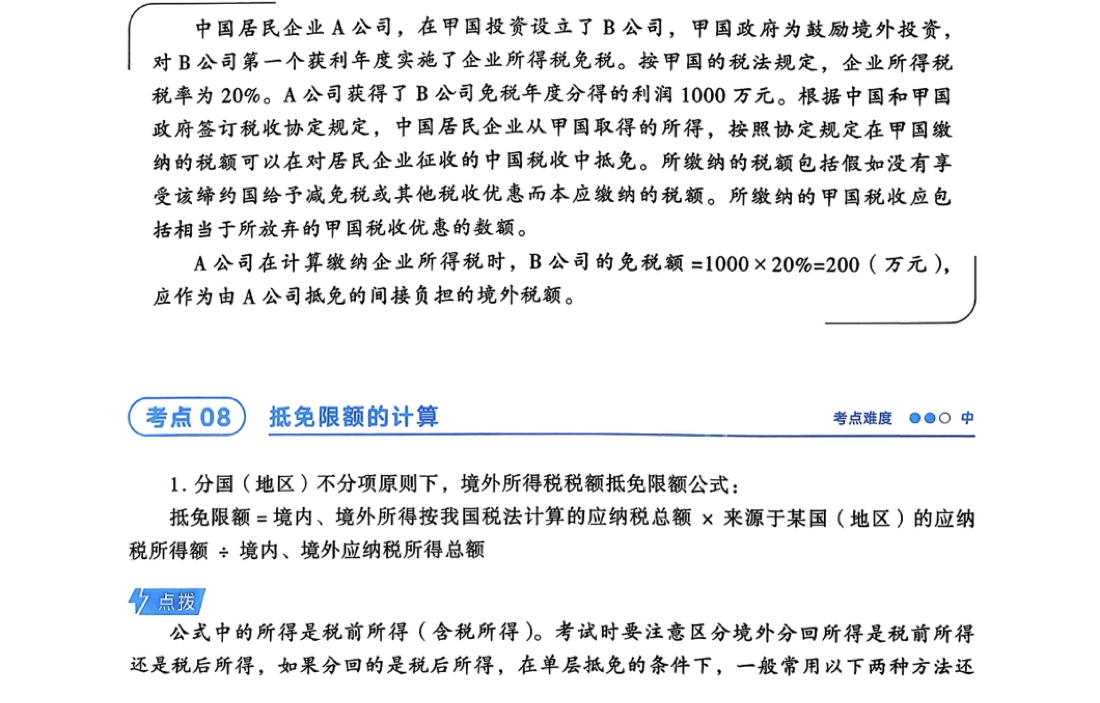 中国居民企业 A 公司，在甲国投资设立了 B 公司，甲国政府为鼓励境外投资，
对 B 公司第一个获利年度实施了企业所得税免税。按甲国的税法规定，企业所得税
税率为 20%。A 公司获得了 B 公司免税年度分得的利润 1000 万元。根据中国和甲国
政府签订税收协定规定，中国居民企业从甲国取得的所得，按照协定规定在甲国缴
纳的税额可以在对居民企业征收的中国税收中抵免。所缴纳的税额包括假如没有享
受该缔约国给予减免税或其他税收优惠而本应缴纳的税额。所缴纳的甲国税收应包
括相当于所放弃的甲国税收优惠的数额。
A 公司在计算缴纳企业所得税时，B 公司的免税额 =1000×20%=200（万元），
应作为由 A 公司抵免的间接负担的境外税额。
考点 08 抵免限额的计算 考点难度 中
1. 分国（地区）不分项原则下，境外所得税税额抵免限额公式：
抵免限额 = 境内、境外所得按我国税法计算的应纳税总额 × 来源于某国（地区）的应纳
税所得额 ÷ 境内、境外应纳税所得总额
点拨
公式中的所得是税前所得（含税所得）。考试时要注意区分境外分回所得是税前所得
还是税后所得，如果分回的是税后所得，在单层抵免的条件下，一般常用以下两种方法还